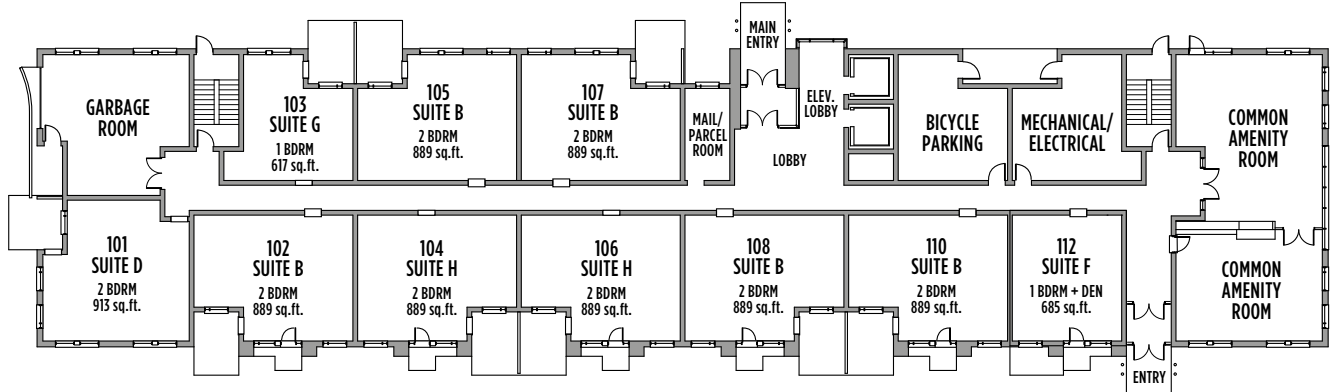 MAIN
ENTRY
GARBAGE
ROOM
103
SUITE G
1 BDRM
617 sq.ft.
105
SUITE B
2 BDRM
889 sq.ft.
107
SUITE B
2 BDRM
889 sq.ft.
MAIL/
PARCEL
ROOM
ELEV.
LOBBY
LOBBY
BICYCLE
PARKING
MECHANICAL/
ELECTRICAL
COMMON
AMENITY
ROOM
101
SUITE D
2 BDRM
913 sq.ft.
102
SUITE B
2 BDRM
889 sq.ft.
104
SUITE H
2 BDRM
889 sq.ft.
106
SUITE H
2 BDRM
889 sq.ft.
108
SUITE B
2 BDRM
889 sq.ft.
110
SUITE B
2 BDRM
889 sq.ft.
112
SUITE F
1 BDRM + DEN
685 sq.ft.
COMMON
AMENITY
ROOM
ENTRY